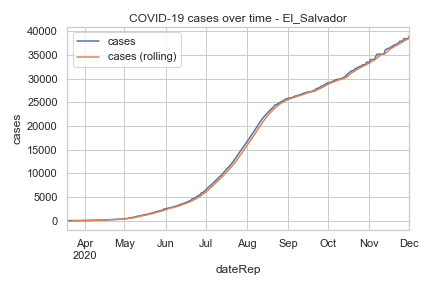 COVID-19 cases over time - El_Salvador
cases
cases (rolling)
40000
35000
30000
25000
20000
15000
10000
5000
0
cases
Apr May Jun Jul Aug Sep Oct Nov Dec
2020
dateRep